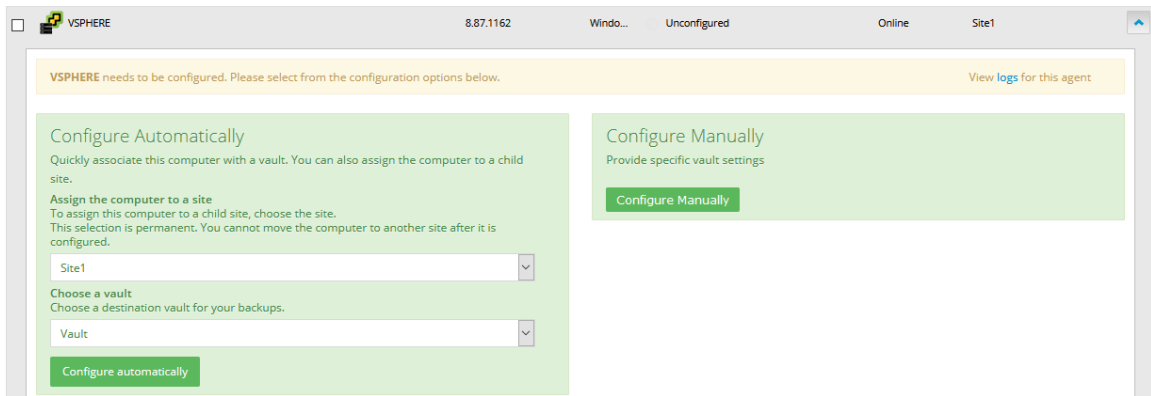 VSPHERE 8.87.1162 Windo... Unconfigured Online Site1
VSPHERE needs to be configured. Please select from the configuration options below. View logs for this agent
Configure Automatically
Quickly associate this computer with a vault. You can also assign the computer to a child
site.
Assign the computer to a site
To assign this computer to a child site, choose the site.
This selection is permanent. You cannot move the computer to another site after it is
configured.
Site1
Choose a vault
Choose a destination vault for your backups.
Vault
Configure automatically
Configure Manually
Provide specific vault settings
Configure Manually